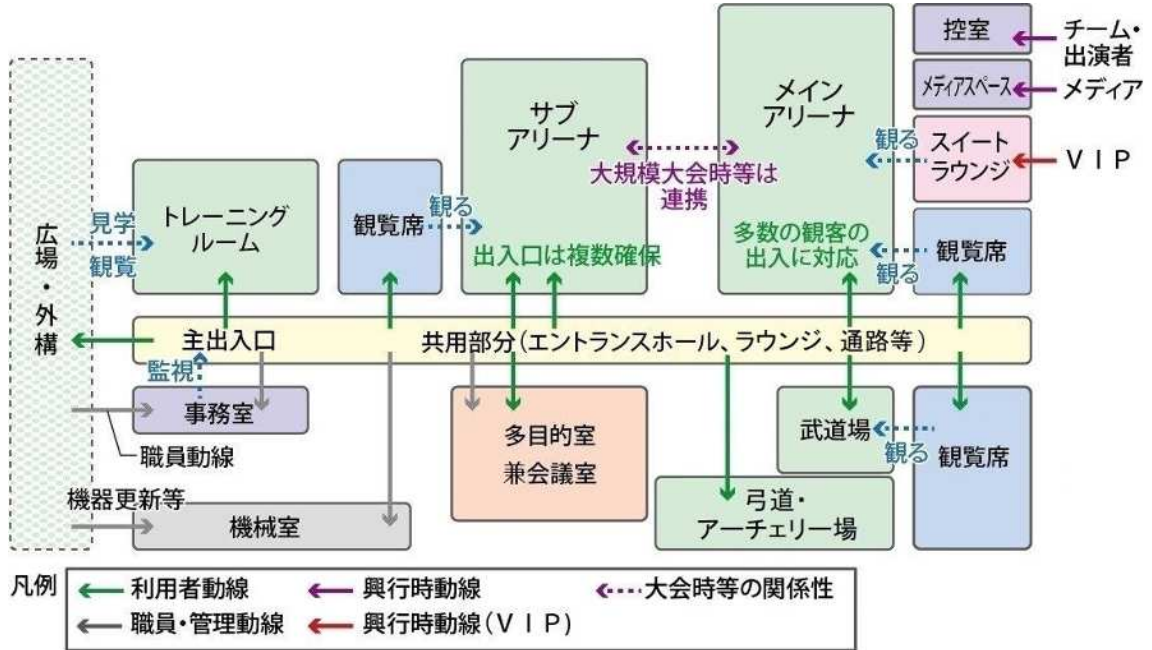 控室
チーム・
出演者
メディアスペース
メディア
サブ
アリーナ
メイン
アリーナ
観る
スイート
ラウンジ
VIP
大規模大会時等は
連携
広場・外構
見学
観覧
トレーニング
ルーム
観覧席
観る
出入口は複数確保
多数の観客の
出入に対応
観る
観覧席
主出入口
共用部分(エントランスホール、ラウンジ、通路等)
監視
事務室
職員動線
多目的室
兼会議室
武道場
観る
観覧席
機器更新等
機械室
弓道・
アーチェリー場
凡例
利用者動線
興行時動線
大会時等の関係性
職員・管理動線
興行時動線(VIP)